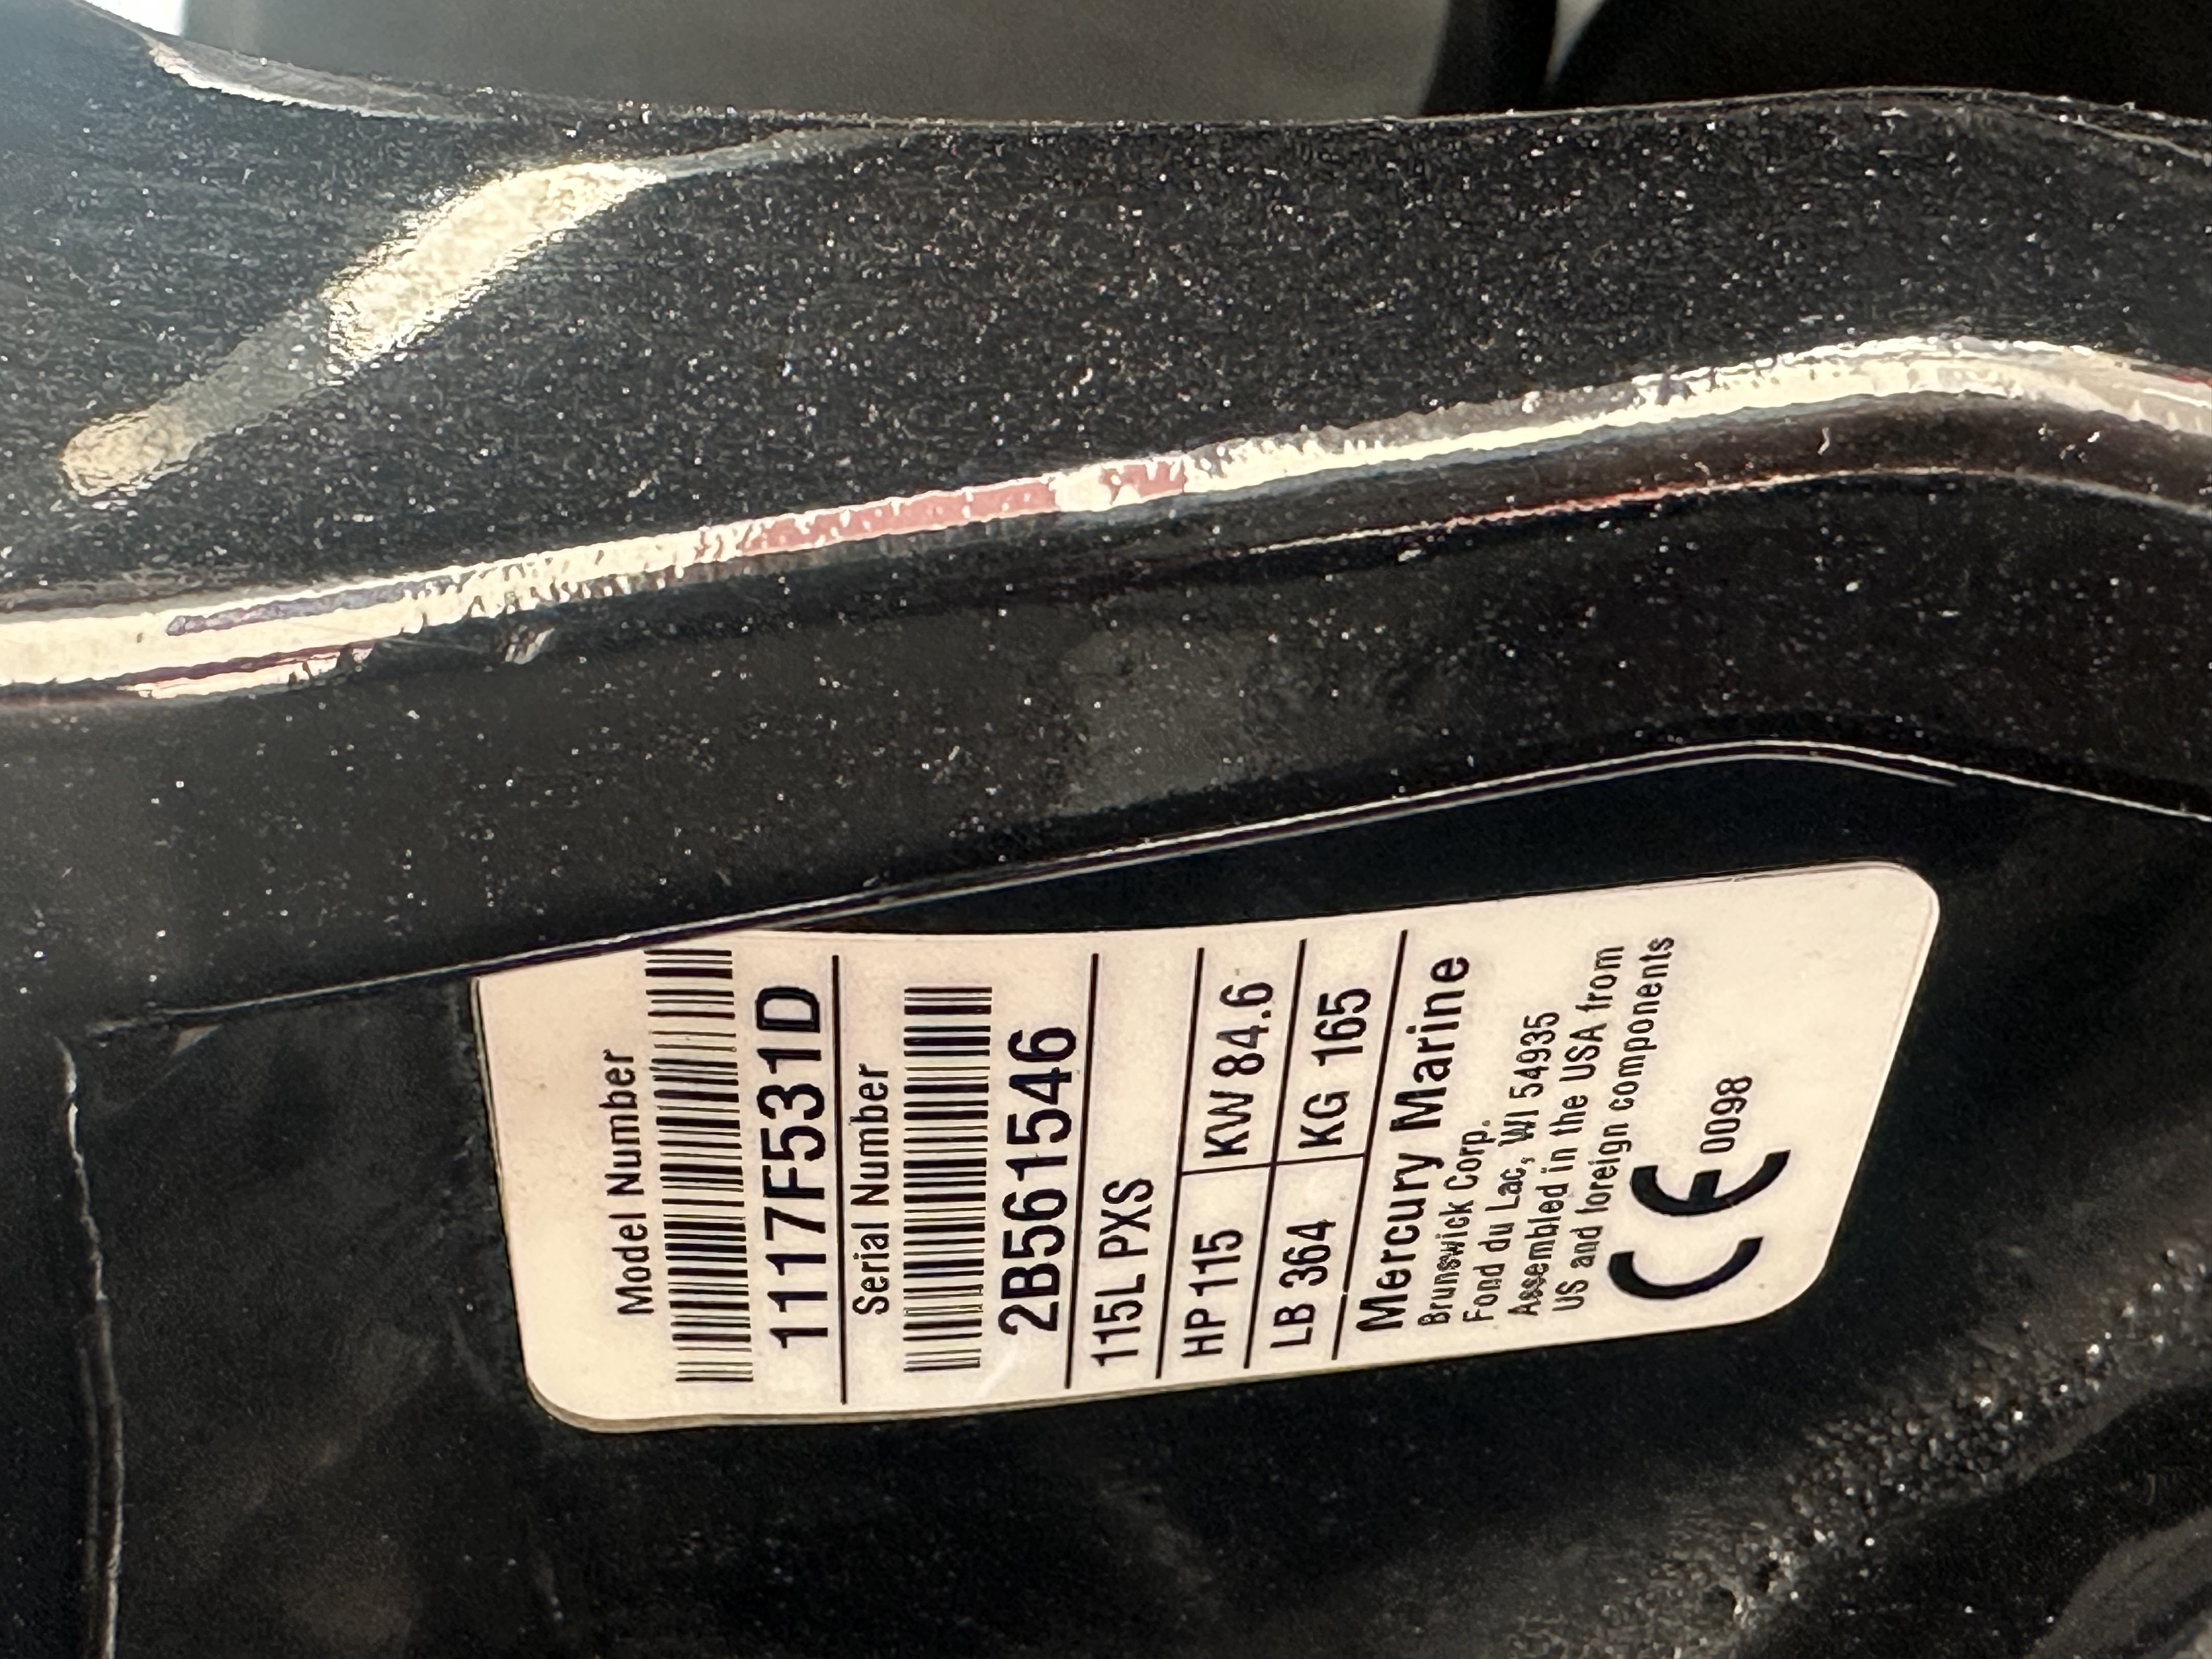 Model Number
1117F531D
Serial Number
2B561546
115L PXS
HP 115 KW 84.6
LB 364 KG 165
Mercury Marine
Brunswick Corp.
Fond du Lac, WI 54935
Assembled in the USA from
US and foreign components
CE 0098